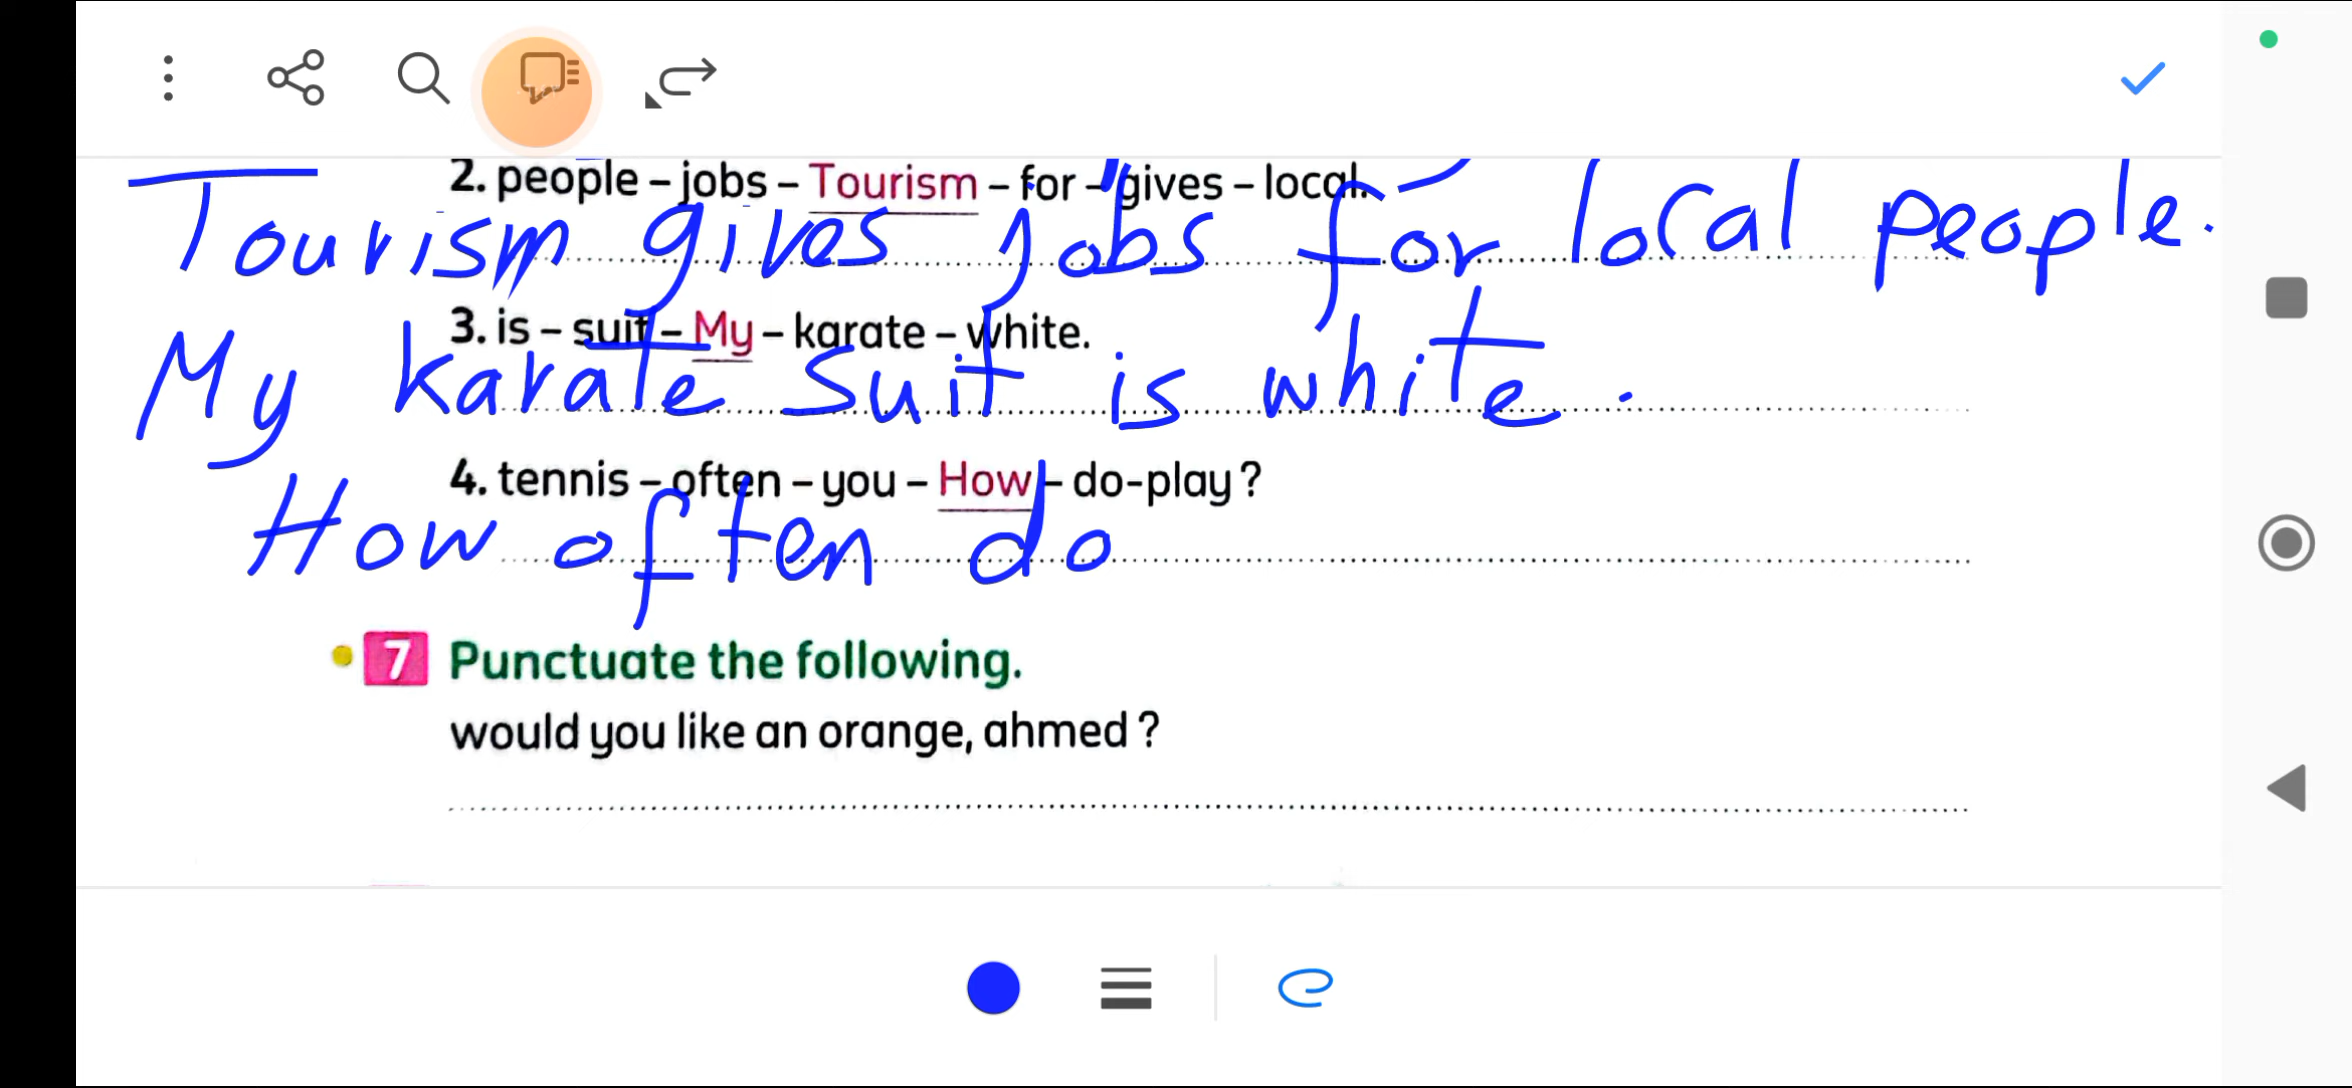 2. people – jobs – Tourism – for – gives – local.
Tourism gives jobs for local people.
3. is – suit – My – karate – white.
My karate suit is white.
4. tennis – often – you – How – do-play?
How often do
7 Punctuate the following.
would you like an orange, ahmed?